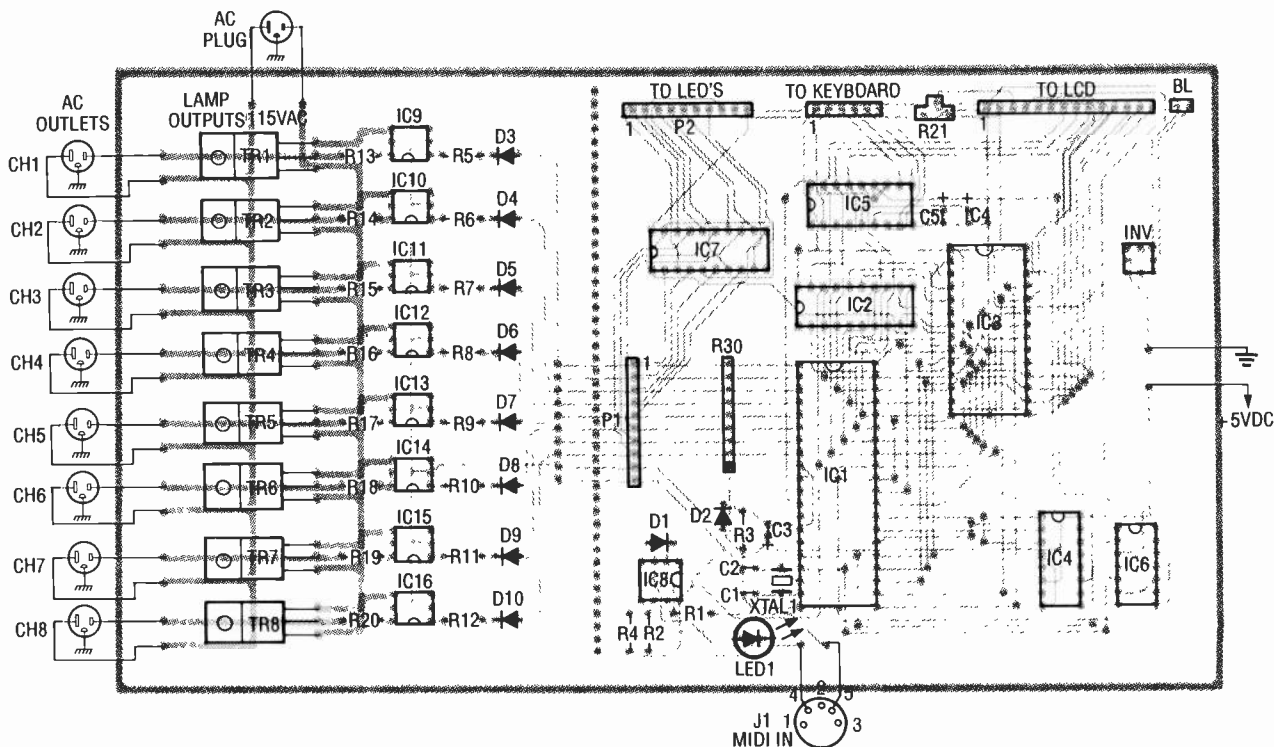 AC
PLUG
AC
OUTLETS
LAMP
OUTPUTS
115VAC
TO LED'S
1
P2
TO KEYBOARD
1
R21
TO LCD
1
BL
CH1
TR1
R13
IC9
R5
D3
CH2
TR2
R14
IC10
R6
D4
CH3
TR3
R15
IC11
R7
D5
CH4
TR4
R16
IC12
R8
D6
CH5
TR5
R17
IC13
R9
D7
CH6
TR6
R18
IC14
R10
D8
CH7
TR7
R19
IC15
R11
D9
CH8
TR8
R20
IC16
R12
D10
IC7
IC5
C5
C4
INV
IC2
IC3
1
P1
R30
IC1
+5VDC
D1
D2
R3
C3
IC8
C2
C1
XTAL1
R4
R2
R1
LED1
IC4
IC6
4
2
5
J1
1
3
MIDI IN